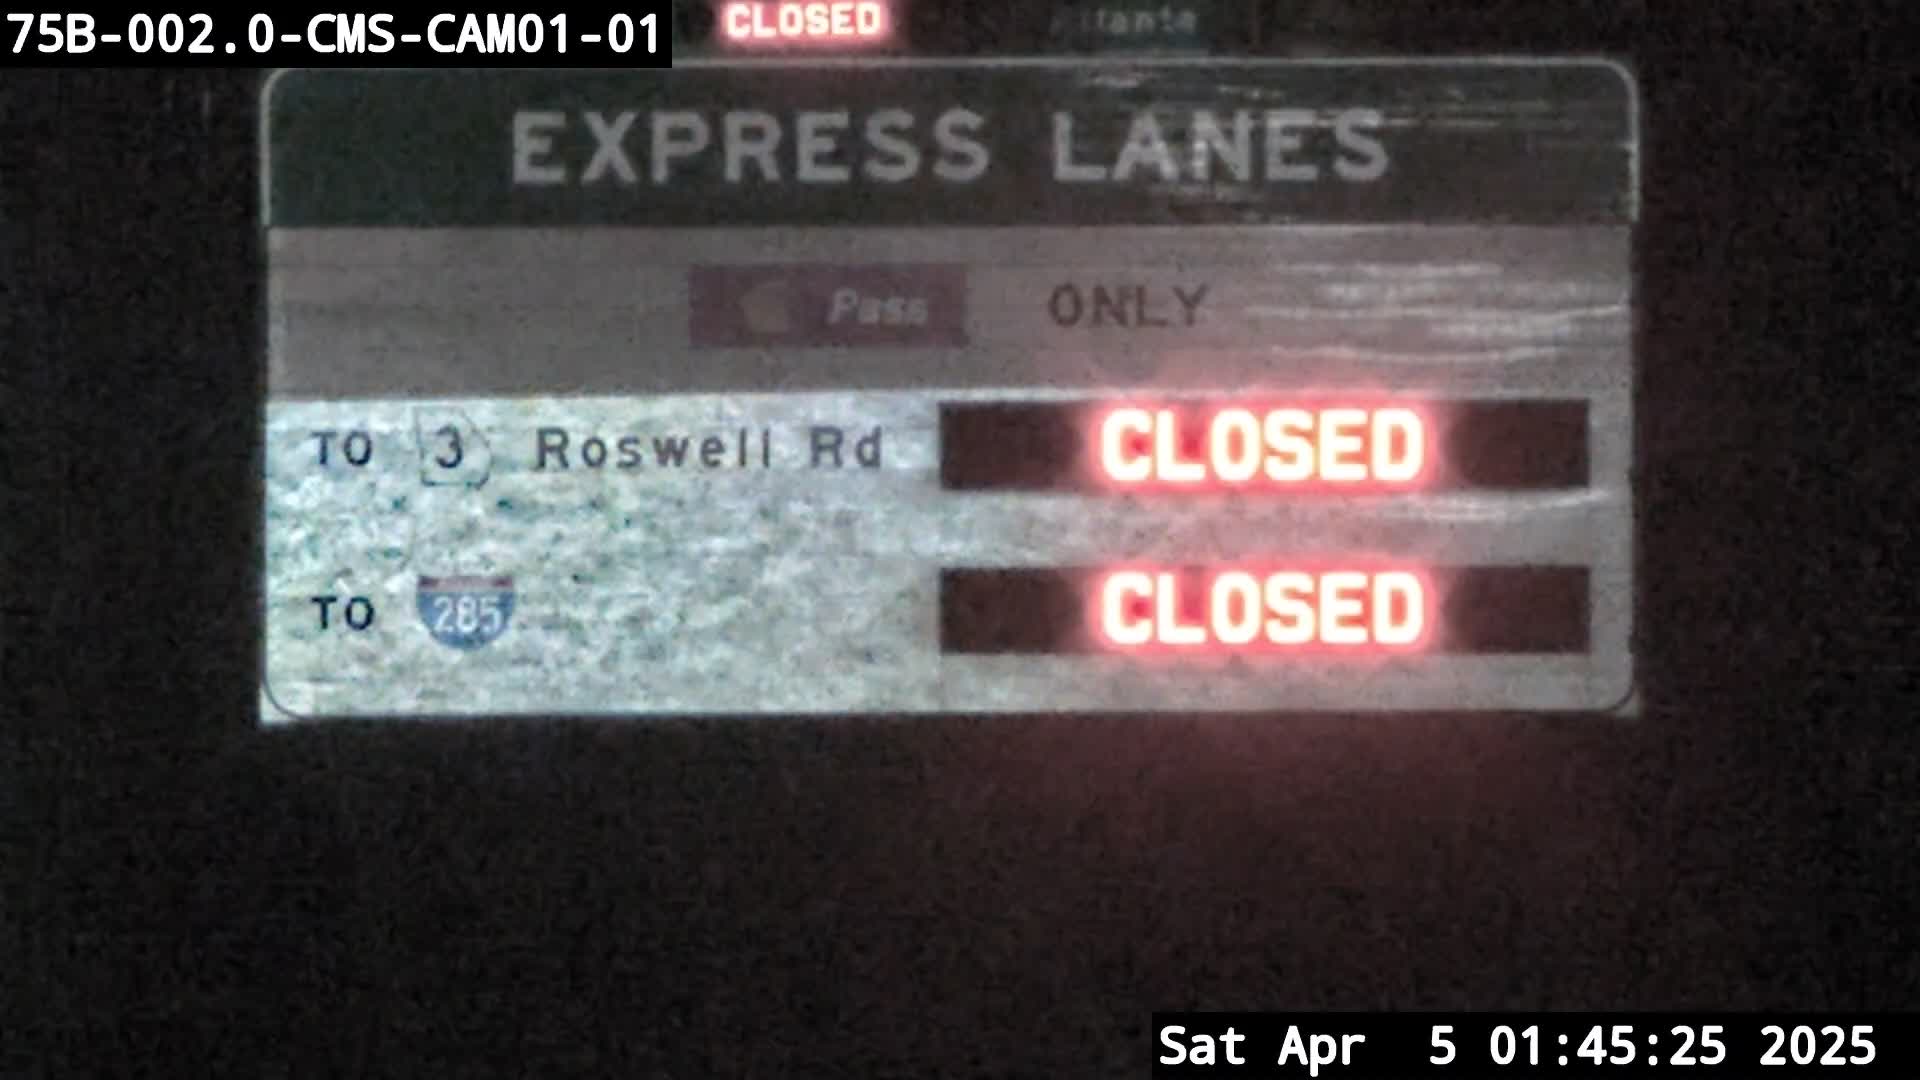 75B-002.0-CMS-CAM01-01
CLOSED
EXPRESS LANES
Pass ONLY
TO 3 Roswell Rd CLOSED
TO 285 CLOSED
Sat Apr 5 01:45:25 2025